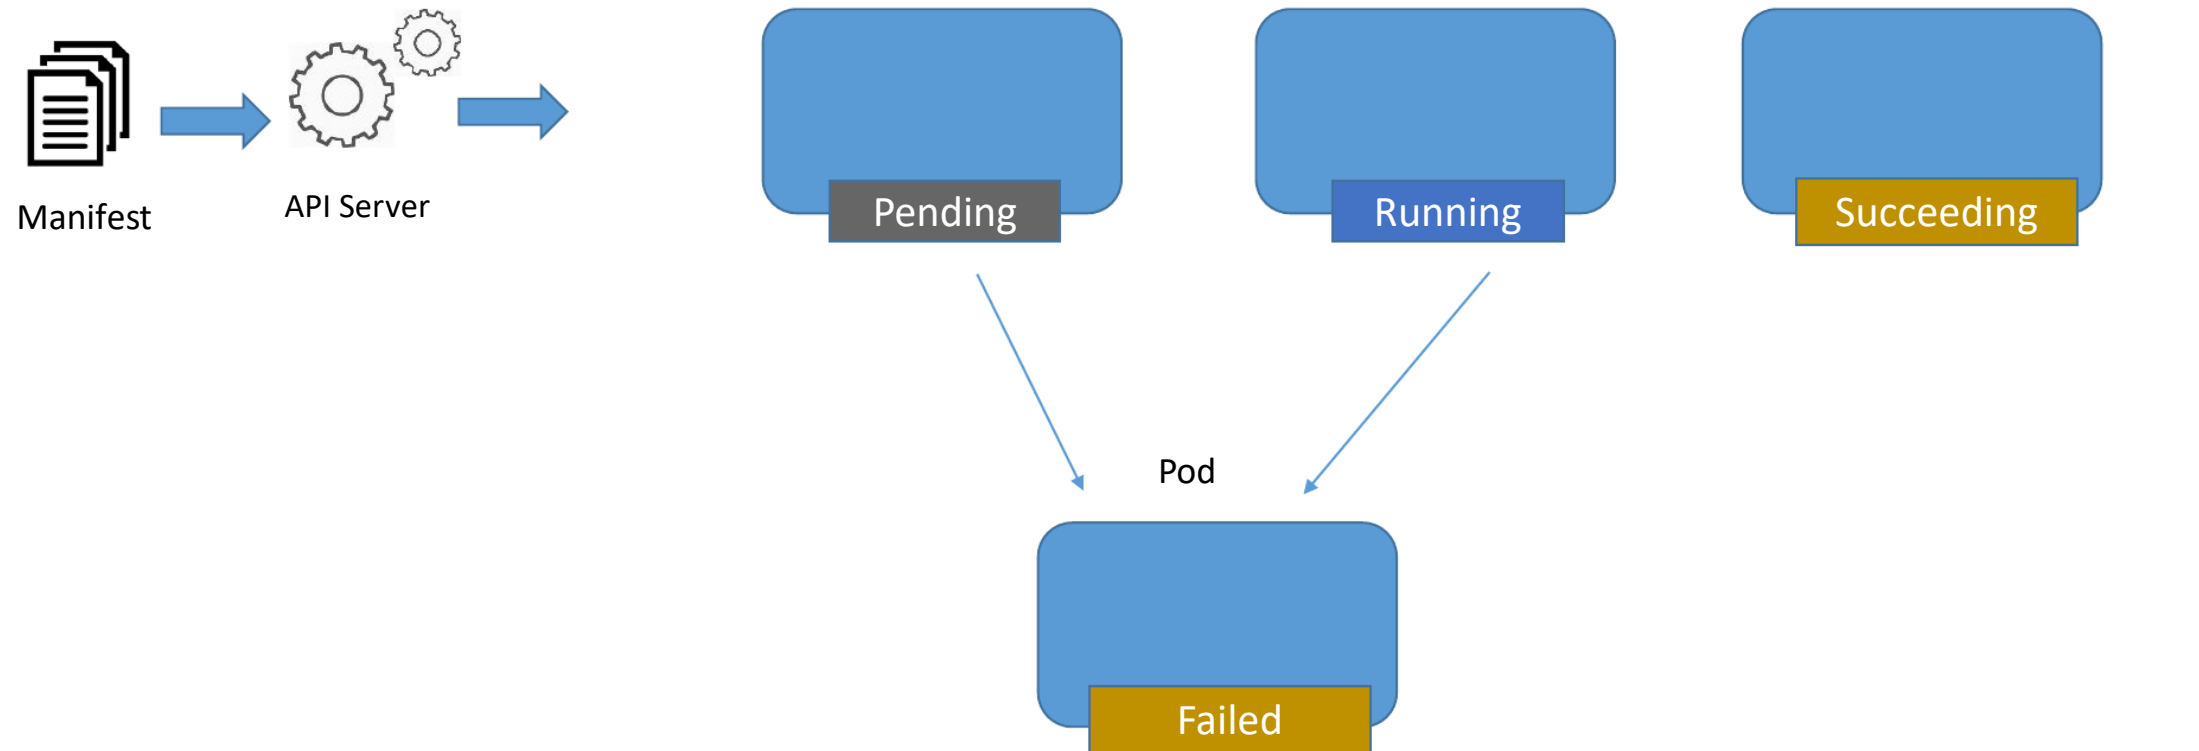 Manifest
API Server
Pending
Running
Succeeding
Pod
Failed